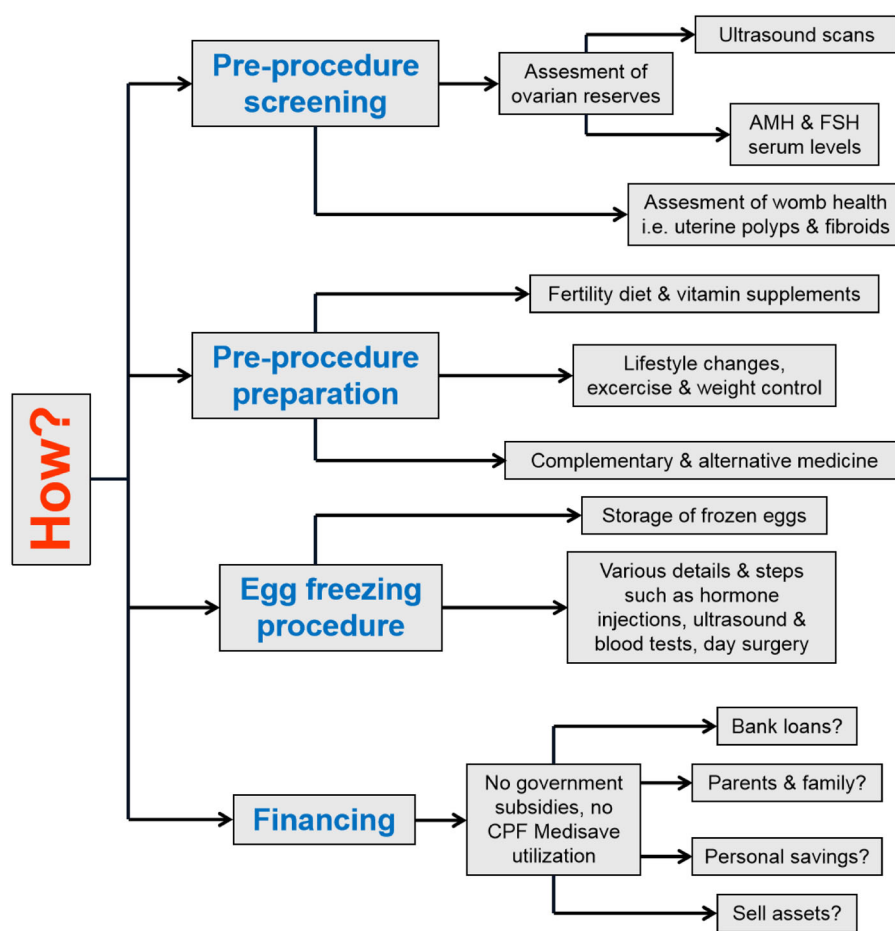 How?
Pre-procedure
screening
Assesment of
ovarian reserves
Ultrasound scans
AMH & FSH
serum levels
Assesment of womb health
i.e. uterine polyps & fibroids
Pre-procedure
preparation
Fertility diet & vitamin supplements
Lifestyle changes,
excercise & weight control
Complementary & alternative medicine
Egg freezing
procedure
Storage of frozen eggs
Various details & steps
such as hormone
injections, ultrasound &
blood tests, day surgery
Financing
No government
subsidies, no
CPF Medisave
utilization
Bank loans?
Parents & family?
Personal savings?
Sell assets?